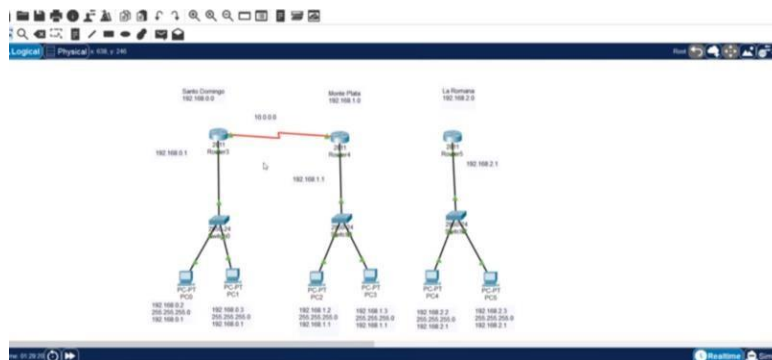 Logical
Physical
x: 638, y: 246
Root
Santo Domingo
192.168.0.0
Monte Plata
192.168.1.0
La Romana
192.168.2.0
10.0.0.0
2811
Router3
2811
Router4
2811
Router5
192.168.0.1
192.168.1.1
192.168.2.1
PC-PT
PC0
PC-PT
PC1
PC-PT
PC2
PC-PT
PC3
PC-PT
PC4
PC-PT
PC5
192.168.0.2
255.255.255.0
192.168.0.1
192.168.0.3
255.255.255.0
192.168.0.1
192.168.1.2
255.255.255.0
192.168.1.1
192.168.1.3
255.255.255.0
192.168.1.1
192.168.2.2
255.255.255.0
192.168.2.1
192.168.2.3
255.255.255.0
192.168.2.1
Realtime